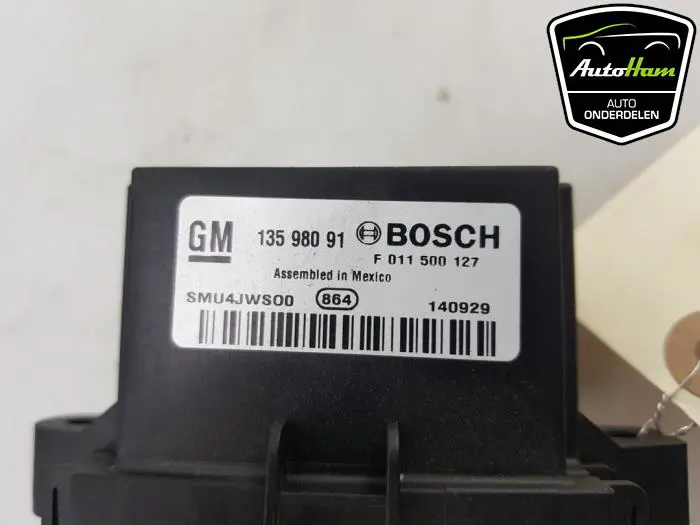 AutoHam
AUTO
ONDERDELEN
GM 135 980 91 BOSCH
F 011 500 127
Assembled in Mexico
SMU4JWS00 864 140929